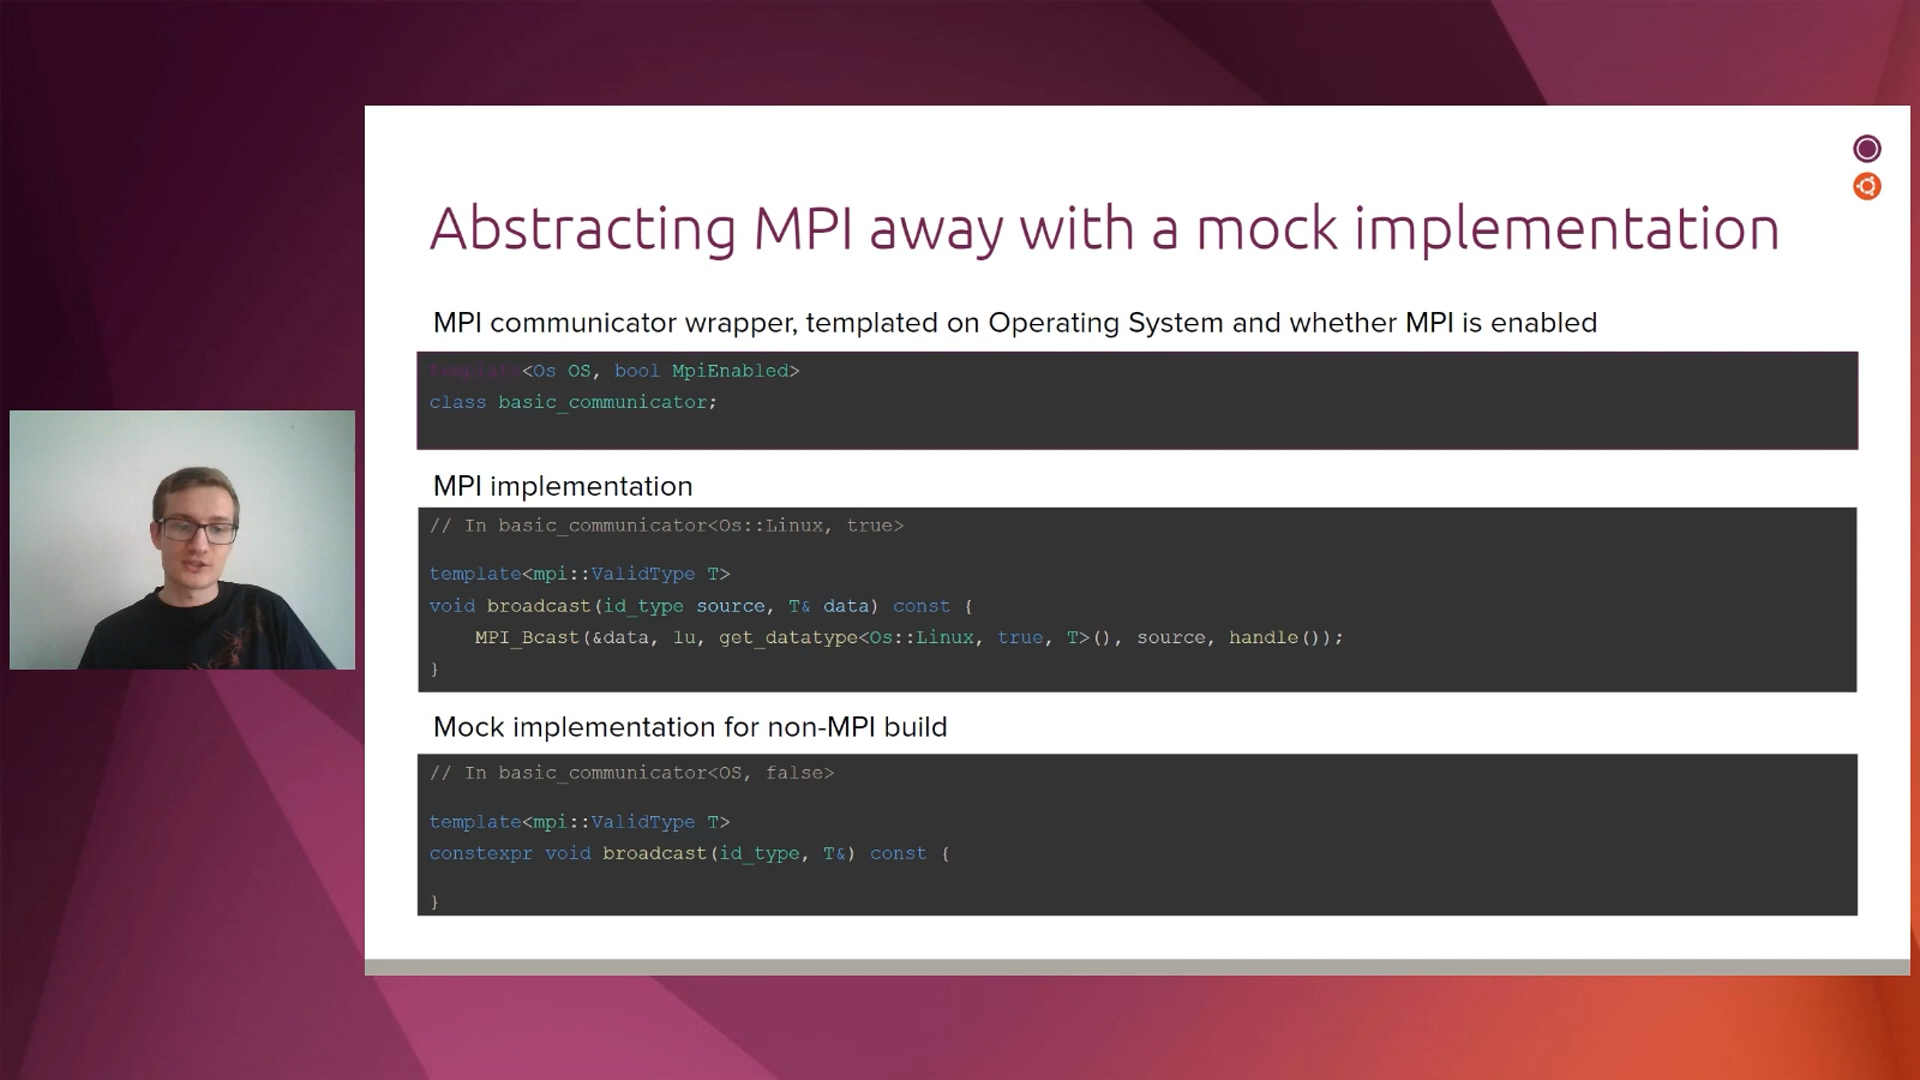 Abstracting MPI away with a mock implementation
MPI communicator wrapper, templated on Operating System and whether MPI is enabled
template<Os OS, bool MpiEnabled>
class basic_communicator;
MPI implementation
// In basic_communicator<Os::Linux, true>
template<mpi::ValidType T>
void broadcast(id_type source, T& data) const {
MPI_Bcast(&data, lu, get_datatype<Os::Linux, true, T>(), source, handle());
}
Mock implementation for non-MPI build
// In basic_communicator<OS, false>
template<mpi::ValidType T>
constexpr void broadcast(id_type, T&) const {
}